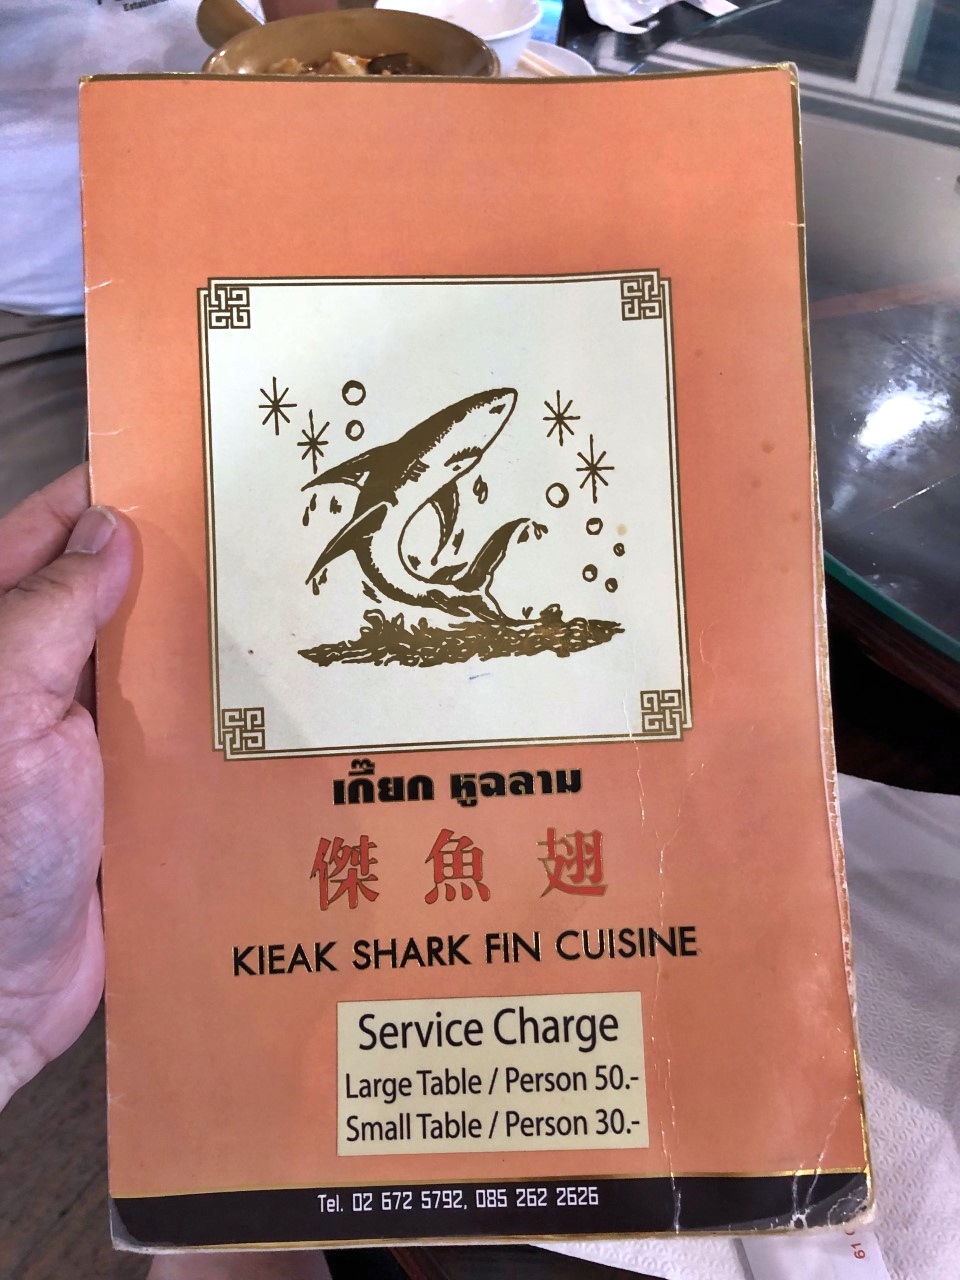 เกี๊ยก หูฉลาม
傑 魚 翅
KIEAK SHARK FIN CUISINE
Service Charge
Large Table / Person 50.-
Small Table / Person 30.-
Tel. 02 672 5792, 085 262 2626
61